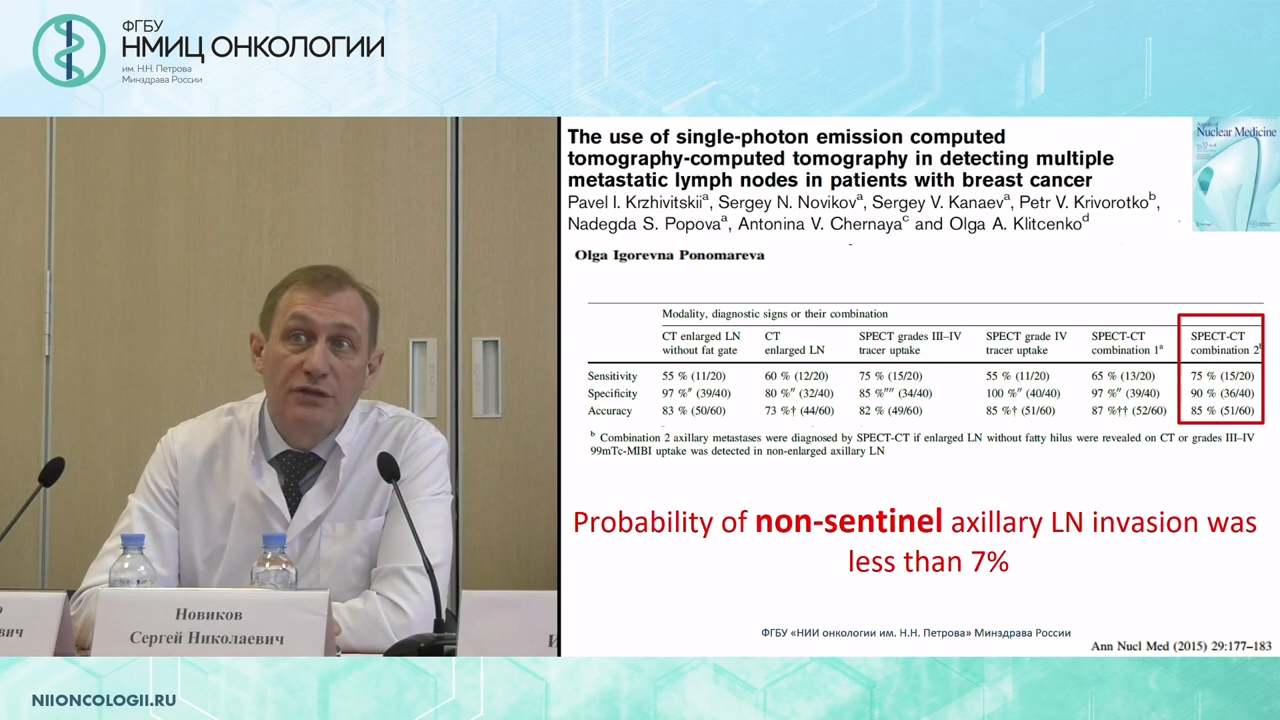 ФГБУ
НМИЦ ОНКОЛОГИИ
им. Н.Н. Петрова
Минздрава России
The use of single-photon emission computed
tomography-computed tomography in detecting multiple
metastatic lymph nodes in patients with breast cancer
Pavel I. Krzhivitskiiª, Sergey N. Novikovª, Sergey V. Kanaevª, Petr V. Krivorotkoᵇ,
Nadegda S. Popovaª, Antonina V. Chernayaᶜ and Olga A. Klitcenkoᵈ
Nuclear Medicine
Olga Igorevna Ponomareva
Modality, diagnostic signs or their combination
CT enlarged LN without fat gate
CT enlarged LN
SPECT grades III–IV tracer uptake
SPECT grade IV tracer uptake
SPECT-CT combination 1ª
SPECT-CT combination 2ᵇ
Sensitivity 55 % (11/20) 60 % (12/20) 75 % (15/20) 55 % (11/20) 65 % (13/20) 75 % (15/20)
Specificity 97 %″ (39/40) 80 %″ (32/40) 85 %″″ (34/40) 100 %″ (40/40) 97 %″ (39/40) 90 % (36/40)
Accuracy 83 % (50/60) 73 %† (44/60) 82 % (49/60) 85 %† (51/60) 87 %†† (52/60) 85 % (51/60)
ᵇ Combination 2 axillary metastases were diagnosed by SPECT-CT if enlarged LN without fatty hilus were revealed on CT or grades III–IV
99mTc-MIBI uptake was detected in non-enlarged axillary LN
Probability of non-sentinel axillary LN invasion was
less than 7%
ФГБУ «НИИ онкологии им. Н.Н. Петрова» Минздрава России
Ann Nucl Med (2015) 29:177–183
Новиков
Сергей Николаевич
вич
NIIONCOLOGII.RU